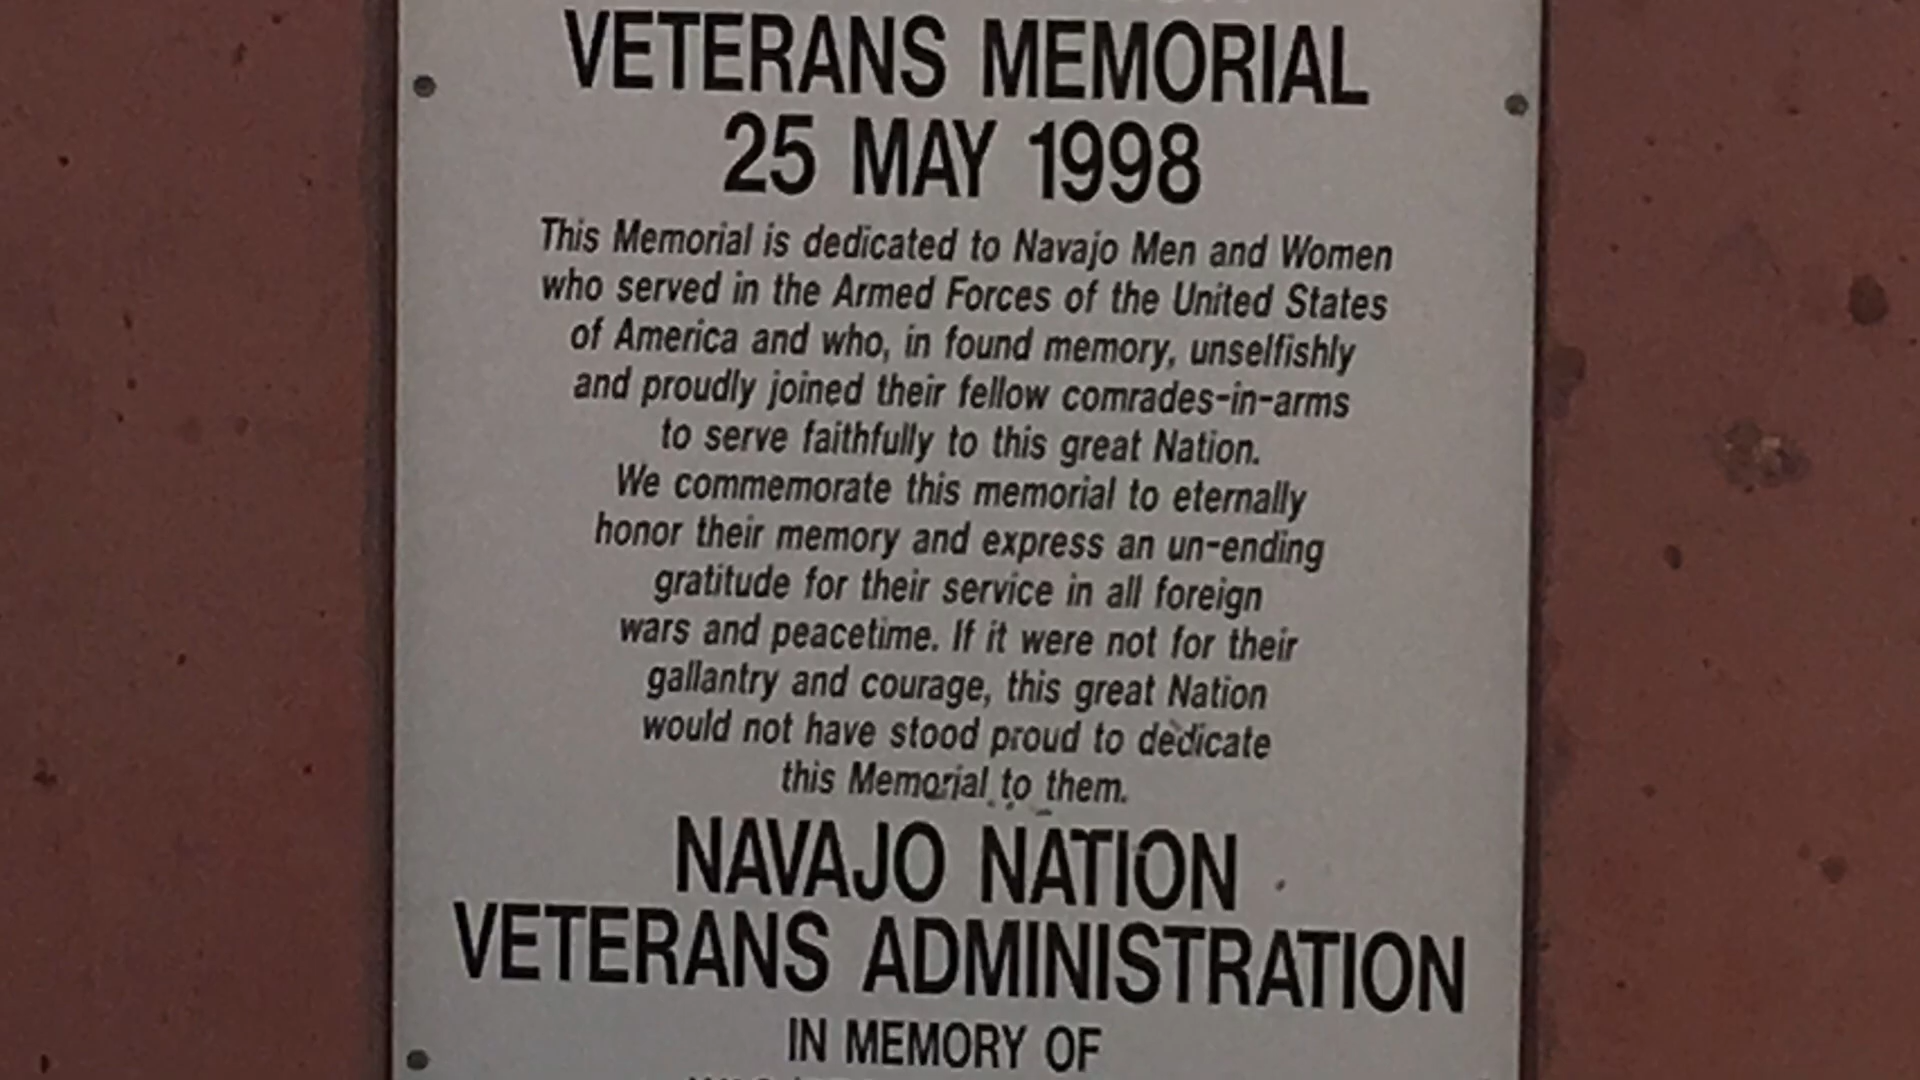 VETERANS MEMORIAL
25 MAY 1998
This Memorial is dedicated to Navajo Men and Women
who served in the Armed Forces of the United States
of America and who, in found memory, unselfishly
and proudly joined their fellow comrades-in-arms
to serve faithfully to this great Nation.
We commemorate this memorial to eternally
honor their memory and express an un-ending
gratitude for their service in all foreign
wars and peacetime. If it were not for their
gallantry and courage, this great Nation
would not have stood proud to dedicate
this Memorial to them.
NAVAJO NATION
VETERANS ADMINISTRATION
IN MEMORY OF